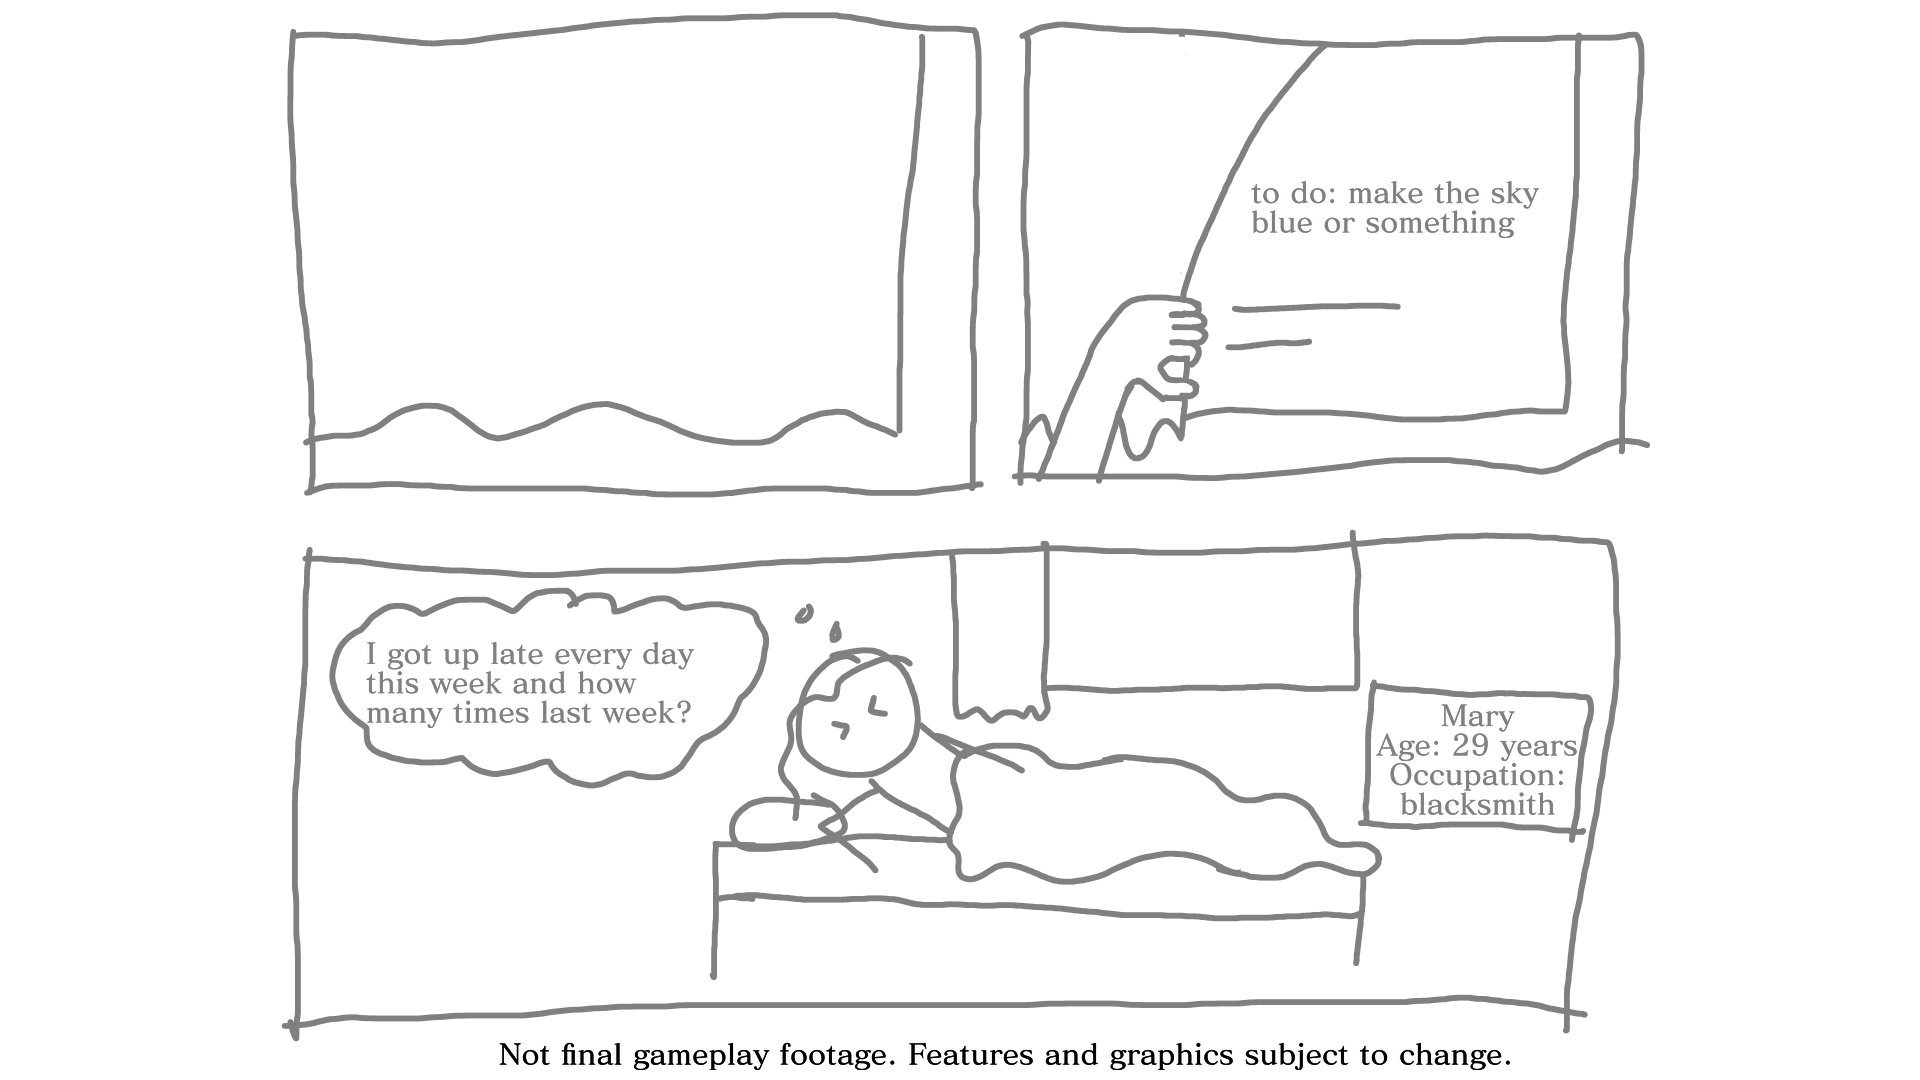 to do: make the sky
blue or something
I got up late every day
this week and how
many times last week?
Mary
Age: 29 years
Occupation:
blacksmith
Not final gameplay footage. Features and graphics subject to change.